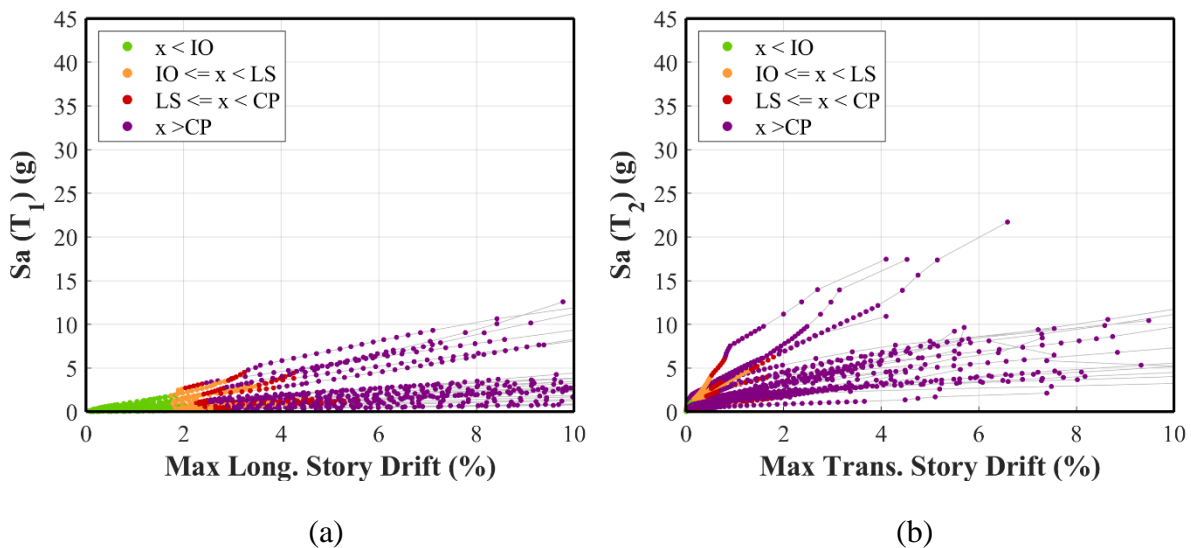 45
40
35
30
25
20
15
10
5
0
Sa (T1) (g)
x < IO
IO <= x < LS
LS <= x < CP
x >CP
0 2 4 6 8 10
Max Long. Story Drift (%)
(a)
45
40
35
30
25
20
15
10
5
0
Sa (T2) (g)
x < IO
IO <= x < LS
LS <= x < CP
x >CP
0 2 4 6 8 10
Max Trans. Story Drift (%)
(b)